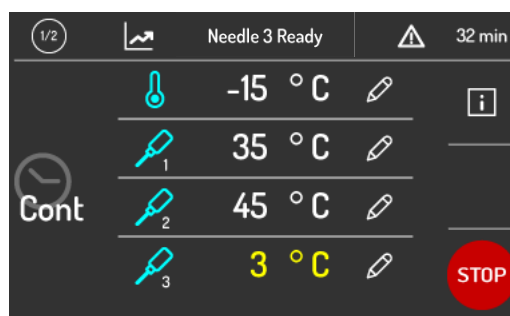 1/2
Needle 3 Ready
32 min
-15 °C
i
1
35 °C
Cont
2
45 °C
3
3 °C
STOP